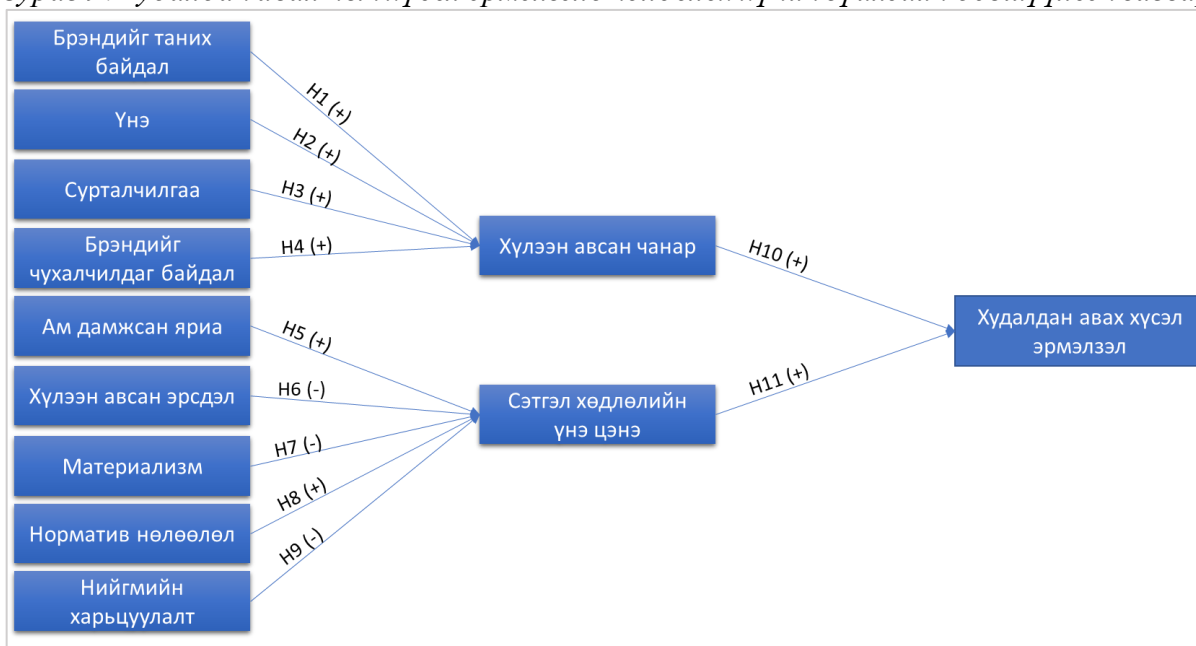 Брэндийг таних
байдал
H1 (+)
Үнэ
H2 (+)
Сурталчилгаа
H3 (+)
Брэндийг
чухалчилдаг байдал
H4 (+)
Хүлээн авсан чанар
H10 (+)
Ам дамжсан яриа
H5 (+)
Худалдан авах хүсэл
эрмэлзэл
Хүлээн авсан эрсдэл
H6 (-)
Сэтгэл хөдлөлийн
үнэ цэнэ
H11 (+)
Материализм
H7 (-)
Норматив нөлөөлөл
H8 (+)
Нийгмийн
харьцуулалт
H9 (-)